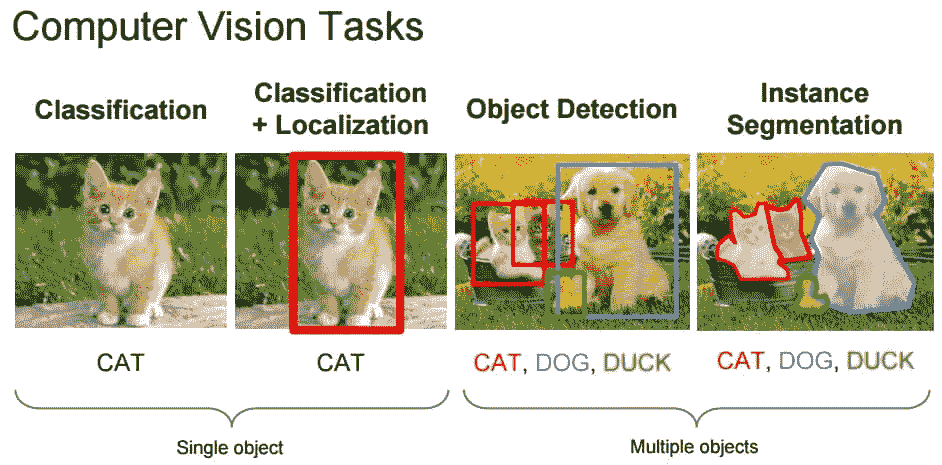 Computer Vision Tasks
Classification
Classification
+ Localization
Object Detection
Instance
Segmentation
CAT
CAT
CAT, DOG, DUCK
CAT, DOG, DUCK
Single object
Multiple objects